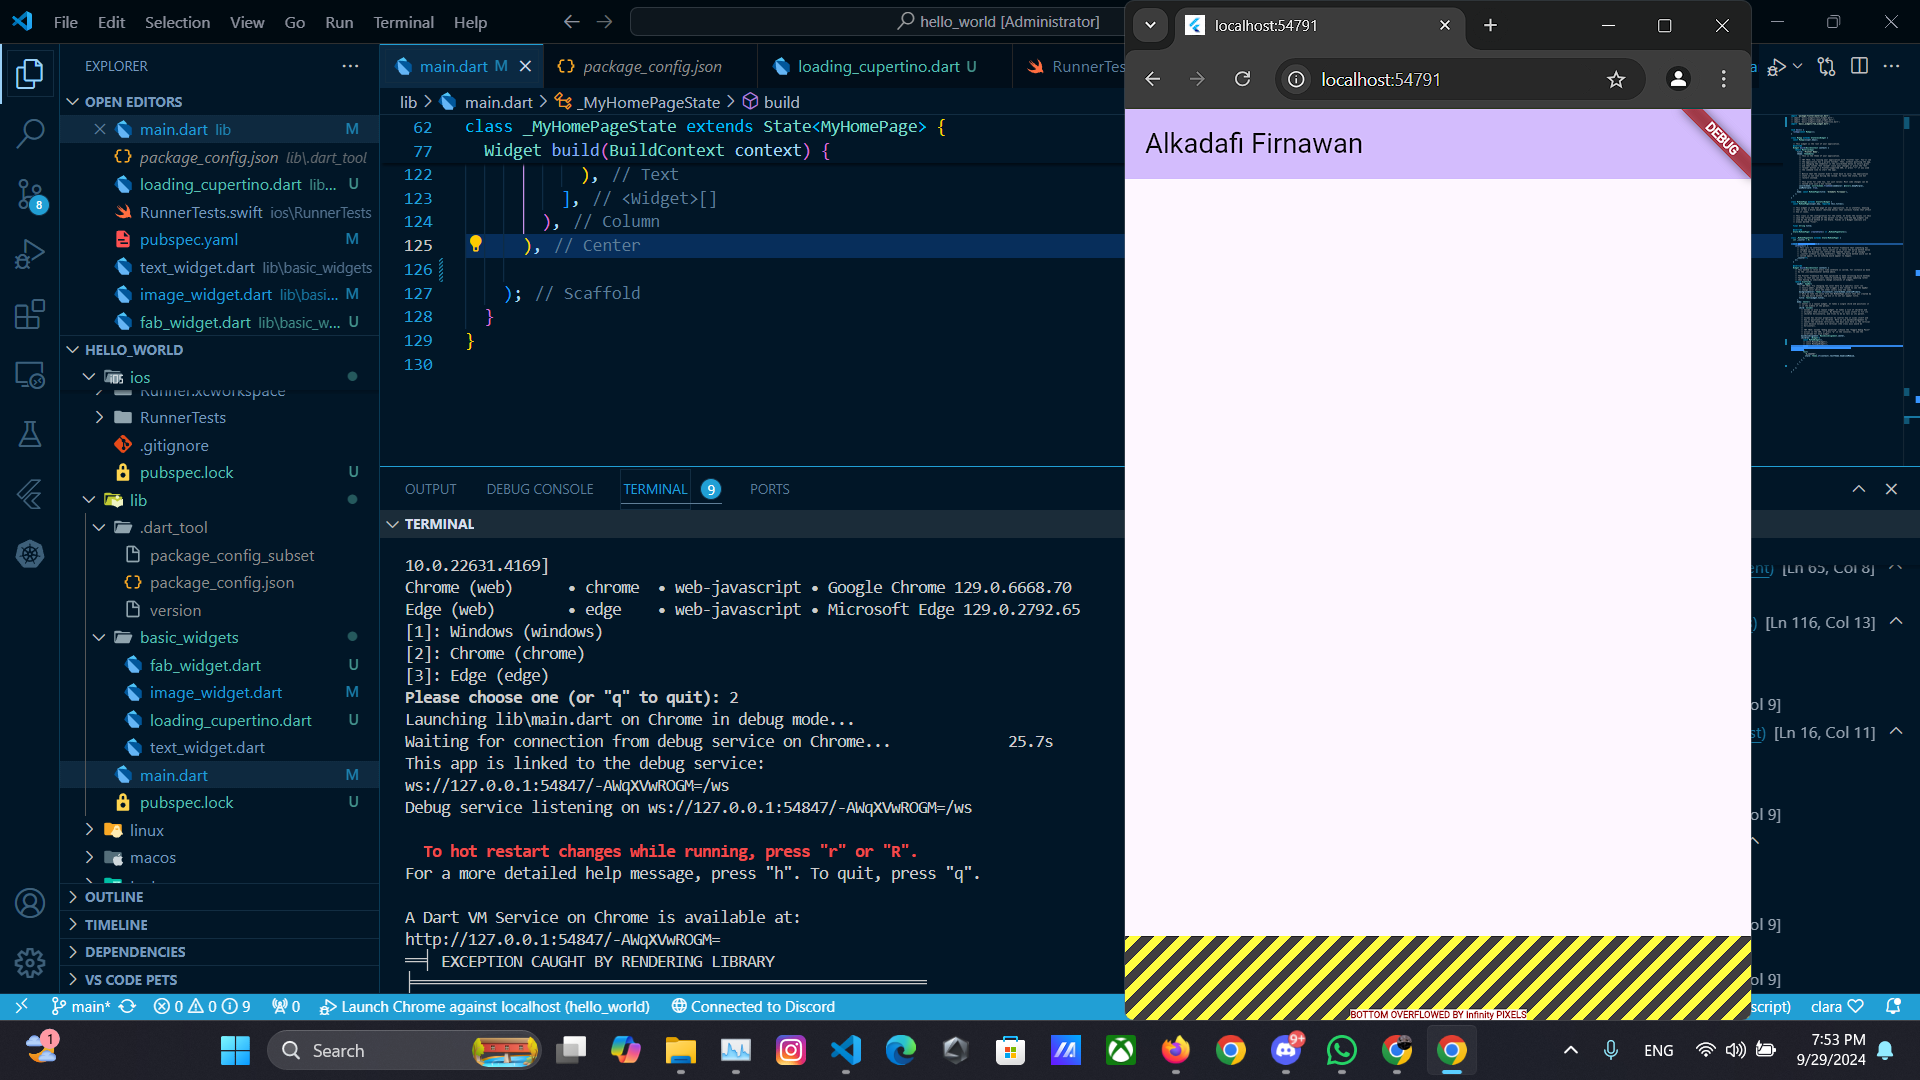 File Edit Selection View Go Run Terminal Help
hello_world [Administrator]
EXPLORER
OPEN EDITORS
main.dart lib M
package_config.json lib\.dart_tool
loading_cupertino.dart lib... U
RunnerTests.swift ios\RunnerTests
pubspec.yaml M
text_widget.dart lib\basic_widgets
image_widget.dart lib\basi... M
fab_widget.dart lib\basic_w... U
HELLO_WORLD
ios
Runner.xcworkspace
RunnerTests
.gitignore
pubspec.lock U
lib
.dart_tool
package_config_subset
package_config.json
version
basic_widgets
fab_widget.dart U
image_widget.dart M
loading_cupertino.dart U
text_widget.dart
main.dart M
pubspec.lock U
linux
macos
OUTLINE
TIMELINE
DEPENDENCIES
VS CODE PETS
8
main.dart M
package_config.json
loading_cupertino.dart U
RunnerTes
lib > main.dart > _MyHomePageState > build
62 class _MyHomePageState extends State<MyHomePage> {
77 Widget build(BuildContext context) {
122 ), // Text
123 ], // <Widget>[]
124 ), // Column
125 ), // Center
126
127 ); // Scaffold
128 }
129 }
130
OUTPUT DEBUG CONSOLE TERMINAL 9 PORTS
TERMINAL
10.0.22631.4169]
Chrome (web) • chrome • web-javascript • Google Chrome 129.0.6668.70
Edge (web) • edge • web-javascript • Microsoft Edge 129.0.2792.65
[1]: Windows (windows)
[2]: Chrome (chrome)
[3]: Edge (edge)
Please choose one (or "q" to quit): 2
Launching lib\main.dart on Chrome in debug mode...
Waiting for connection from debug service on Chrome... 25.7s
This app is linked to the debug service:
ws://127.0.0.1:54847/-AWqXVwROGM=/ws
Debug service listening on ws://127.0.0.1:54847/-AWqXVwROGM=/ws
To hot restart changes while running, press "r" or "R".
For a more detailed help message, press "h". To quit, press "q".
A Dart VM Service on Chrome is available at:
http://127.0.0.1:54847/-AWqXVwROGM=
EXCEPTION CAUGHT BY RENDERING LIBRARY
localhost:54791
localhost:54791
Alkadafi Firnawan
DEBUG
BOTTOM OVERFLOWED BY Infinity PIXELS
[Ln 65, Col 8]
[Ln 116, Col 13]
ol 9]
st) [Ln 16, Col 11]
ol 9]
ol 9]
ol 9]
main* 0 0 9 0 Launch Chrome against localhost (hello_world) Connected to Discord
script) clara
1
Search
9+
ENG
7:53 PM
9/29/2024